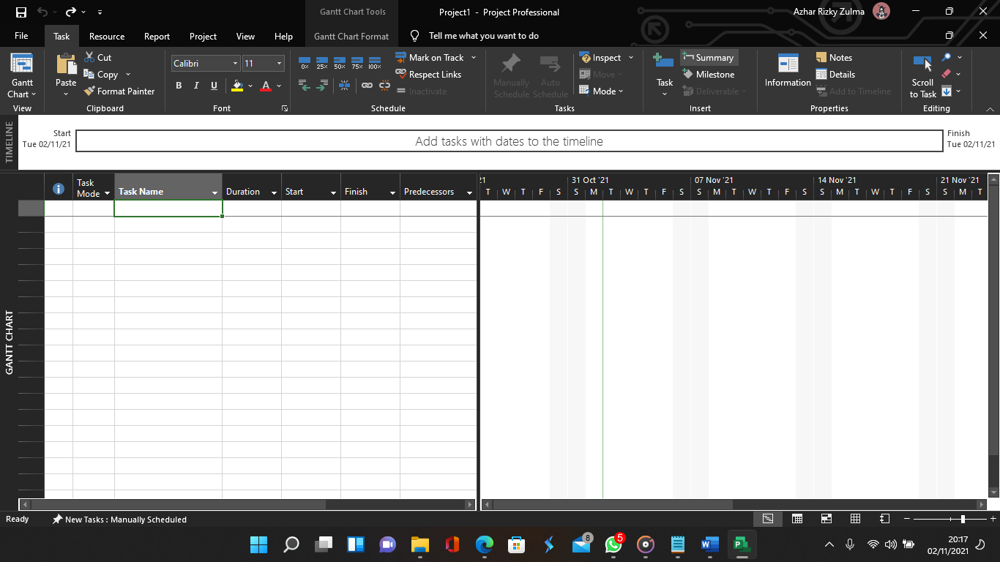 Gantt Chart Tools
Project1 - Project Professional
Azhar Rizky Zulma
File Task Resource Report Project View Help Gantt Chart Format Tell me what you want to do
Gantt Chart
View
Paste
Cut
Copy
Format Painter
Clipboard
Calibri 11
B I U A
Font
0% 25% 50% 75% 100%
Mark on Track
Respect Links
Inactivate
Schedule
Manually Schedule
Auto Schedule
Inspect
Move
Mode
Tasks
Task
Summary
Milestone
Deliverable
Insert
Information
Notes
Details
Add to Timeline
Properties
Scroll to Task
Editing
TIMELINE
Start
Tue 02/11/21
Add tasks with dates to the timeline
Finish
Tue 02/11/21
GANTT CHART
Task Mode
Task Name
Duration
Start
Finish
Predecessors
'21 31 Oct '21 07 Nov '21 14 Nov '21 21 Nov '21
T W T F S S M T W T F S S M T W T F S S M T W T F S S M T
Ready
New Tasks : Manually Scheduled
8
5
W
P
20:17
02/11/2021